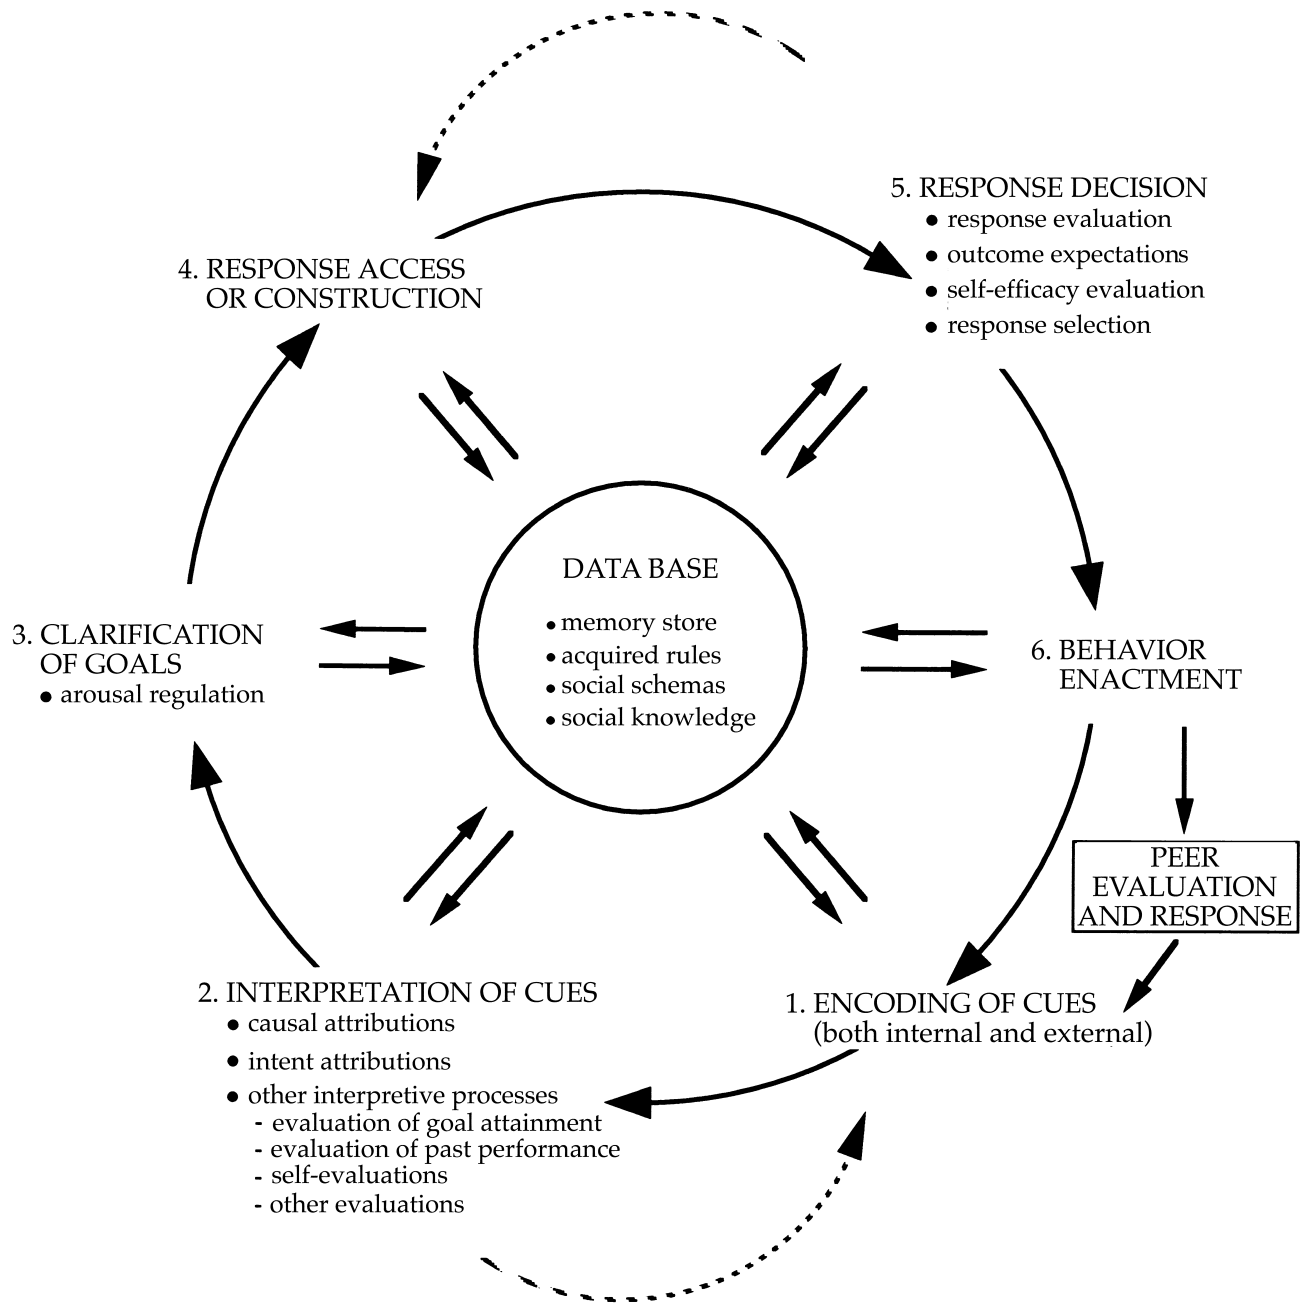 5. RESPONSE DECISION
● response evaluation
● outcome expectations
● self-efficacy evaluation
● response selection
4. RESPONSE ACCESS
OR CONSTRUCTION
DATA BASE
● memory store
● acquired rules
● social schemas
● social knowledge
3. CLARIFICATION
OF GOALS
● arousal regulation
6. BEHAVIOR
ENACTMENT
PEER
EVALUATION
AND RESPONSE
2. INTERPRETATION OF CUES
● causal attributions
● intent attributions
● other interpretive processes
- evaluation of goal attainment
- evaluation of past performance
- self-evaluations
- other evaluations
1. ENCODING OF CUES
(both internal and external)